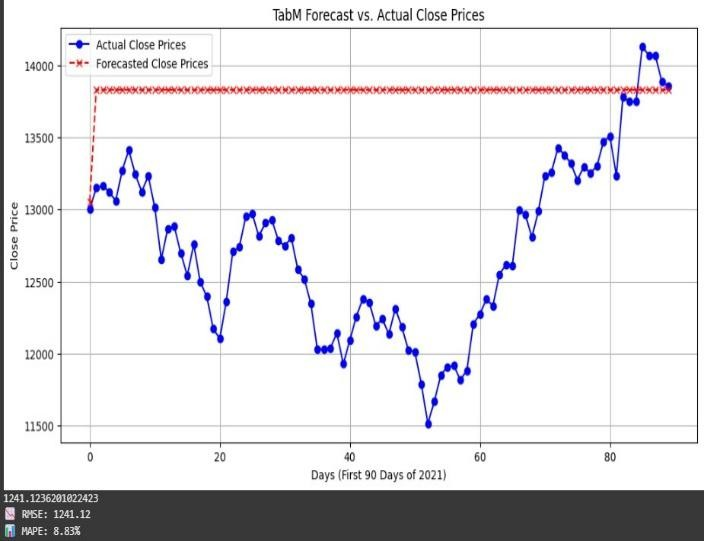 TabM Forecast vs. Actual Close Prices
Actual Close Prices
Forecasted Close Prices
14000
13500
13000
12500
12000
11500
Close Price
0 20 40 60 80
Days (First 90 Days of 2021)
1241.1236201022423
📉 RMSE: 1241.12
📊 MAPE: 8.83%